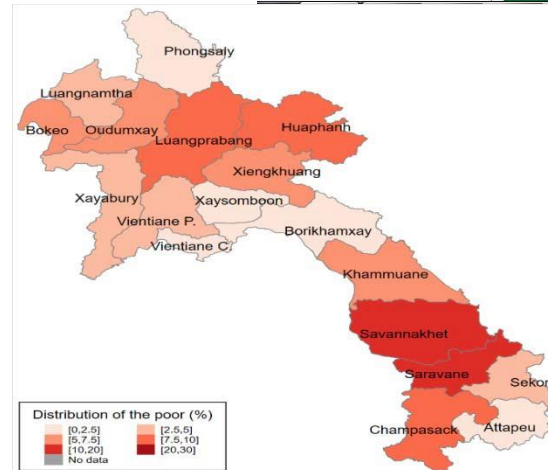 Phongsaly
Luangnamtha
Bokeo
Oudumxay
Luangprabang
Huaphanh
Xiengkhuang
Xayabury
Xaysomboon
Vientiane P.
Vientiane C.
Borikhamxay
Khammuane
Savannakhet
Saravane
Sekon
Champasack
Attapeu
Distribution of the poor (%)
[0,2.5] [2.5,5]
[5,7.5] [7.5,10]
[10,20] [20,30]
No data